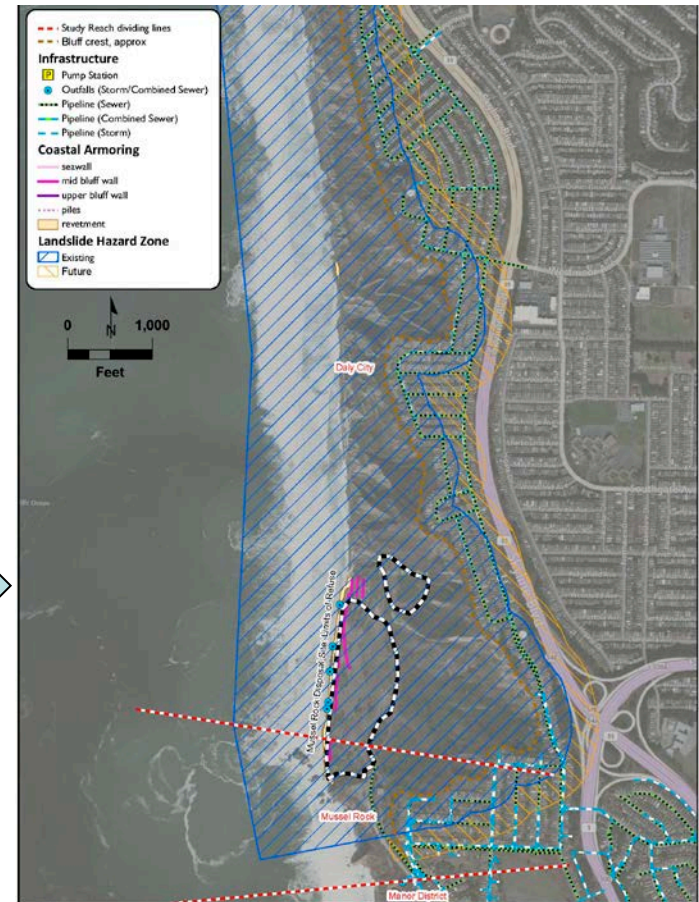 Study Reach dividing lines
Bluff crest, approx
Infrastructure
P Pump Station
Outfalls (Storm/Combined Sewer)
Pipeline (Sewer)
Pipeline (Combined Sewer)
Pipeline (Storm)
Coastal Armoring
seawall
mid bluff wall
upper bluff wall
piles
revetment
Landslide Hazard Zone
Existing
Future
N
0 1,000
Feet
Daly City
Mussel Rock Disposal Site -Limits of Refuse
Mussel Rock
Manor District